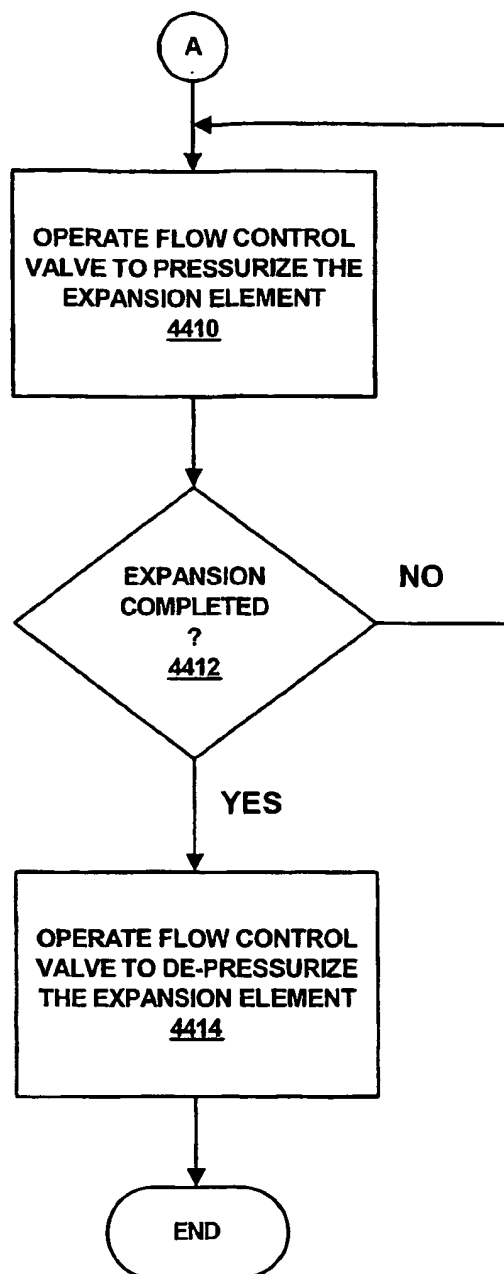 A
OPERATE FLOW CONTROL
VALVE TO PRESSURIZE THE
EXPANSION ELEMENT
4410
EXPANSION
COMPLETED
?
4412
NO
YES
OPERATE FLOW CONTROL
VALVE TO DE-PRESSURIZE
THE EXPANSION ELEMENT
4414
END